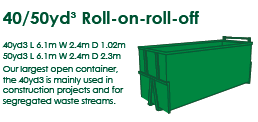 40/50yd³ Roll-on-roll-off
40yd3 L 6.1m W 2.4m D 1.02m
50yd3 L 6.1m W 2.4m D 2.3m
Our largest open container,
the 40yd3 is mainly used in
construction projects and for
segregated waste streams.